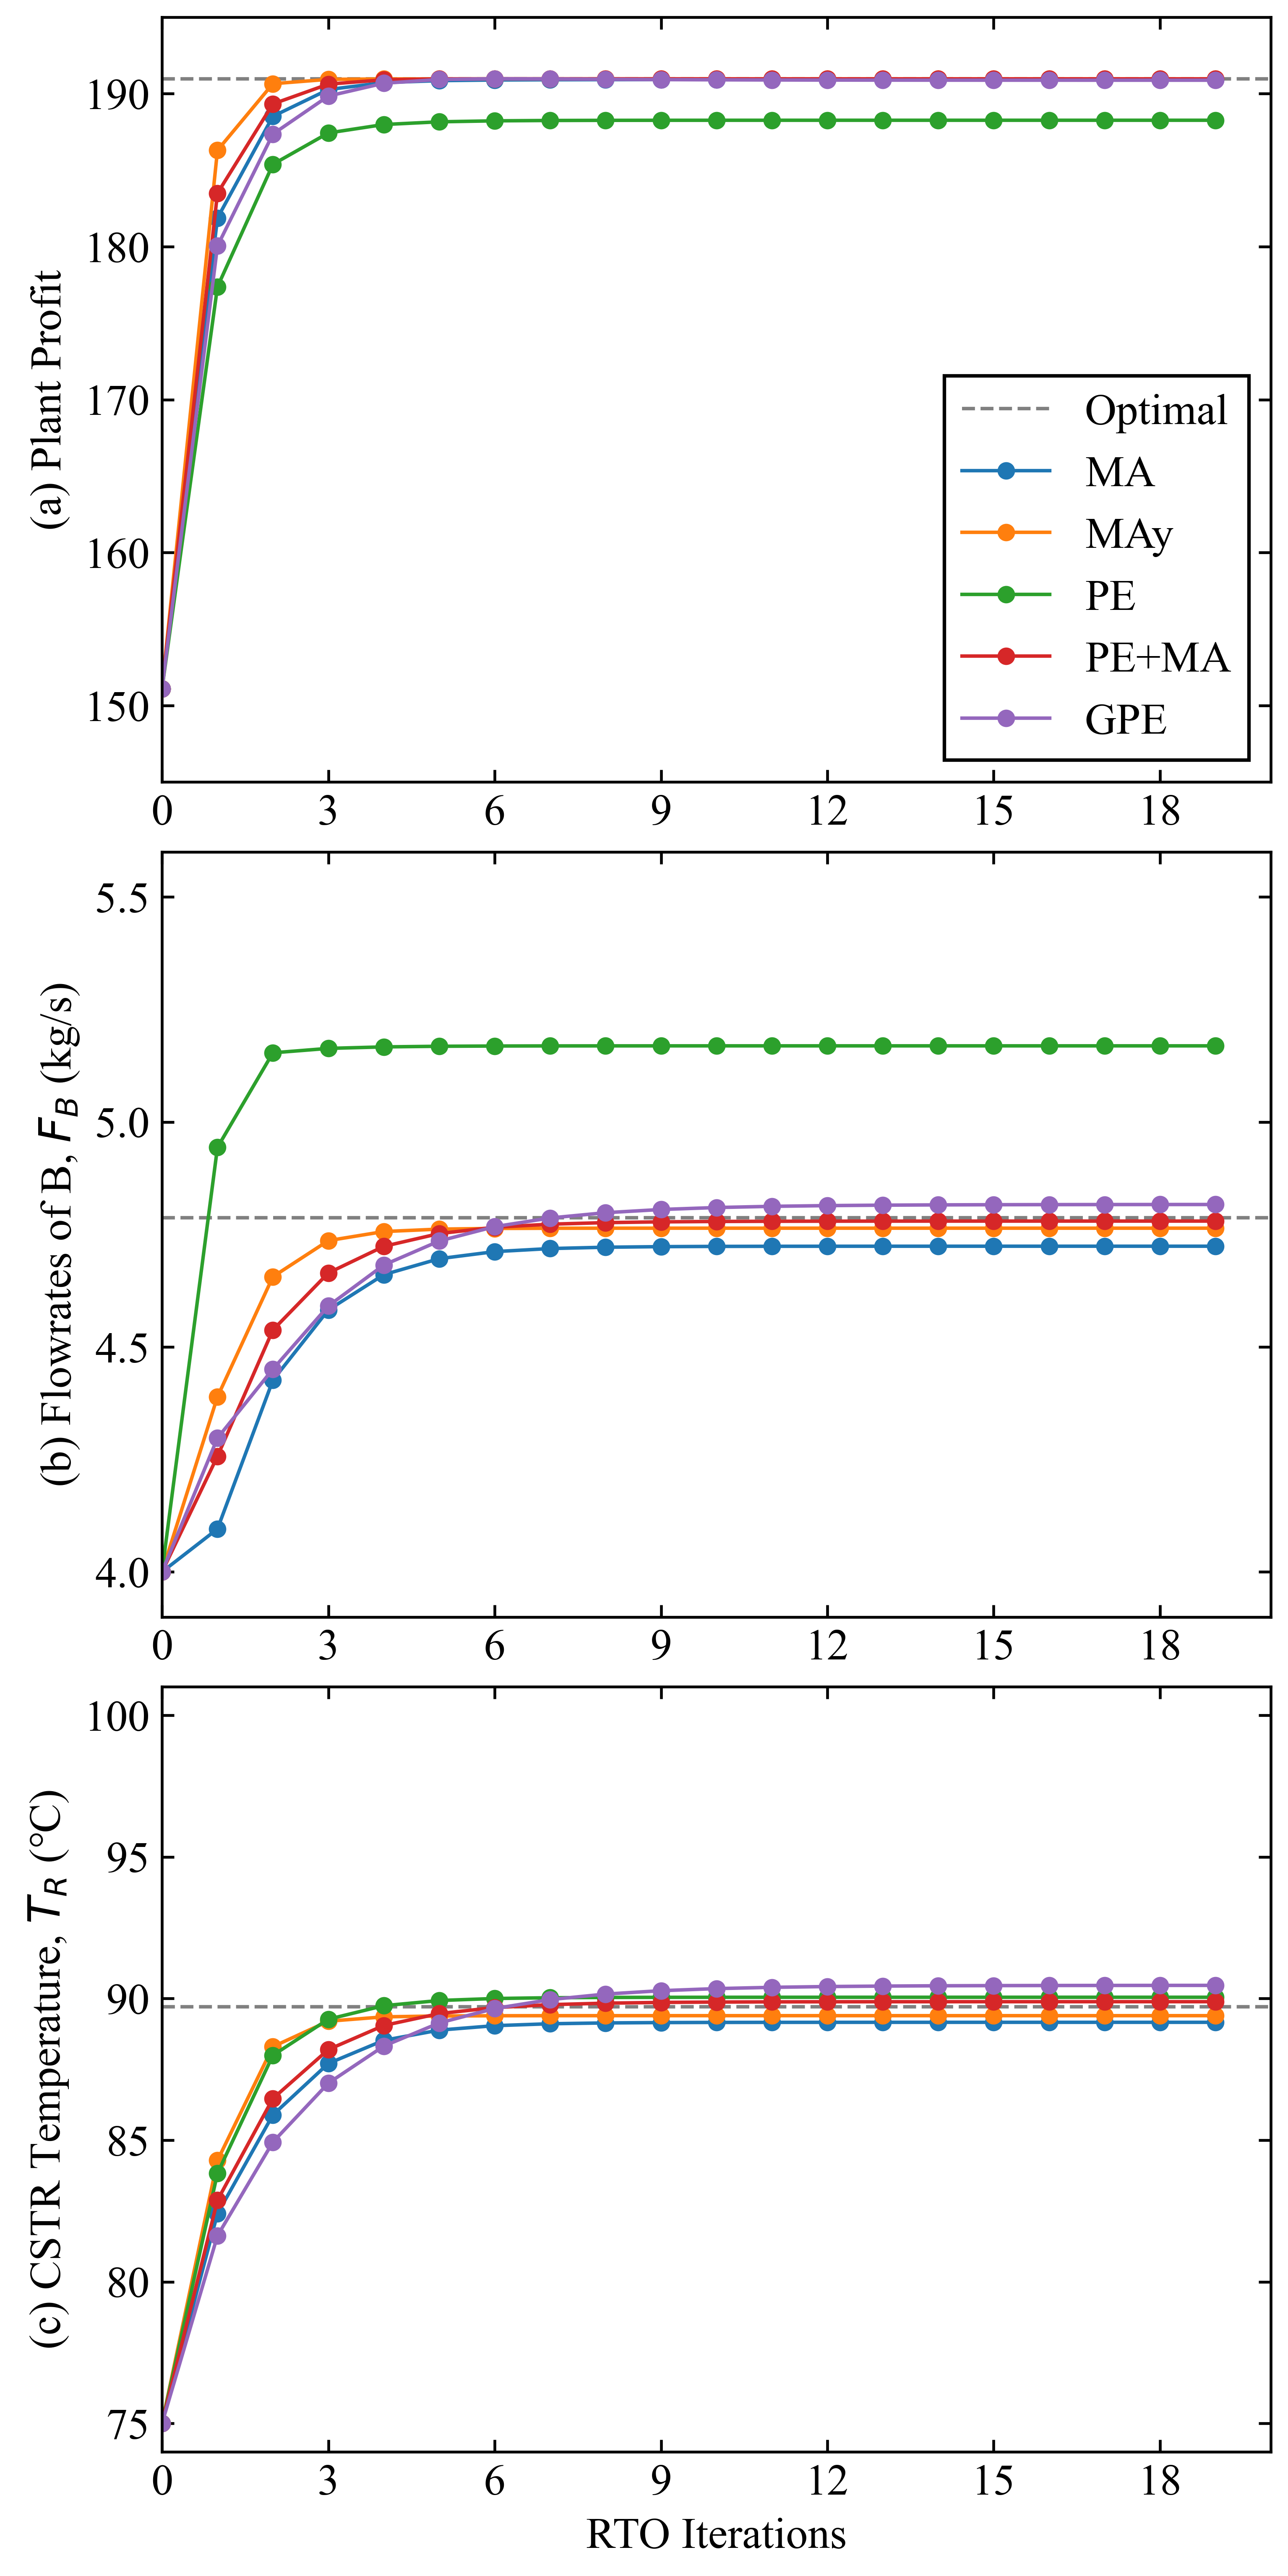 (a) Plant Profit
190
180
170
160
150
Optimal
MA
MAy
PE
PE+MA
GPE
0 3 6 9 12 15 18
(b) Flowrates of B, F_B (kg/s)
5.5
5.0
4.5
4.0
0 3 6 9 12 15 18
(c) CSTR Temperature, T_R (°C)
100
95
90
85
80
75
0 3 6 9 12 15 18
RTO Iterations